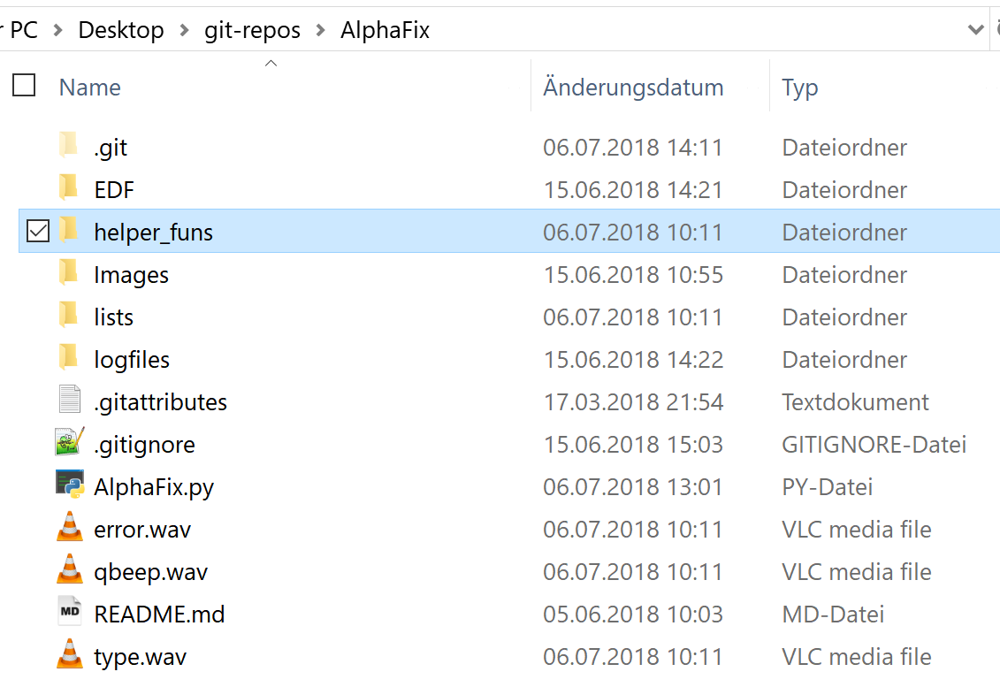 PC > Desktop > git-repos > AlphaFix
Name Änderungsdatum Typ
.git 06.07.2018 14:11 Dateiordner
EDF 15.06.2018 14:21 Dateiordner
helper_funs 06.07.2018 10:11 Dateiordner
Images 15.06.2018 10:55 Dateiordner
lists 06.07.2018 10:11 Dateiordner
logfiles 15.06.2018 14:22 Dateiordner
.gitattributes 17.03.2018 21:54 Textdokument
.gitignore 15.06.2018 15:03 GITIGNORE-Datei
AlphaFix.py 06.07.2018 13:01 PY-Datei
error.wav 06.07.2018 10:11 VLC media file
qbeep.wav 06.07.2018 10:11 VLC media file
MD README.md 05.06.2018 10:03 MD-Datei
type.wav 06.07.2018 10:11 VLC media file